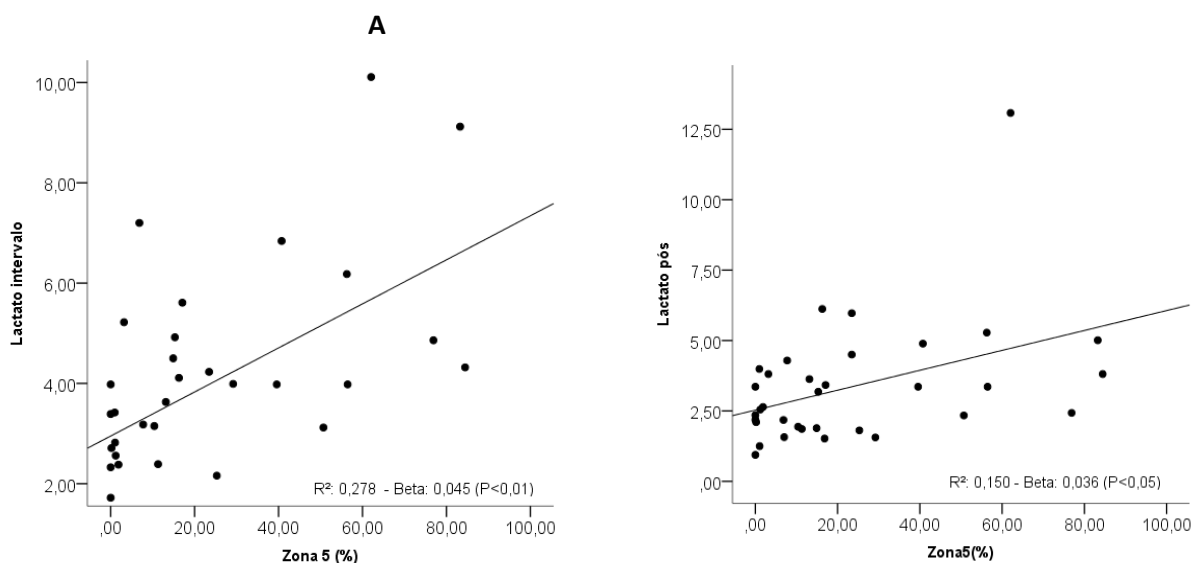 A
10,00
8,00
6,00
4,00
2,00
Lactato intervalo
R²: 0,278 - Beta: 0,045 (P<0,01)
,00 20,00 40,00 60,00 80,00 100,00
Zona 5 (%)
12,50
10,00
7,50
5,00
2,50
,00
Lactato pós
R²: 0,150 - Beta: 0,036 (P<0,05)
,00 20,00 40,00 60,00 80,00 100,00
Zona5(%)